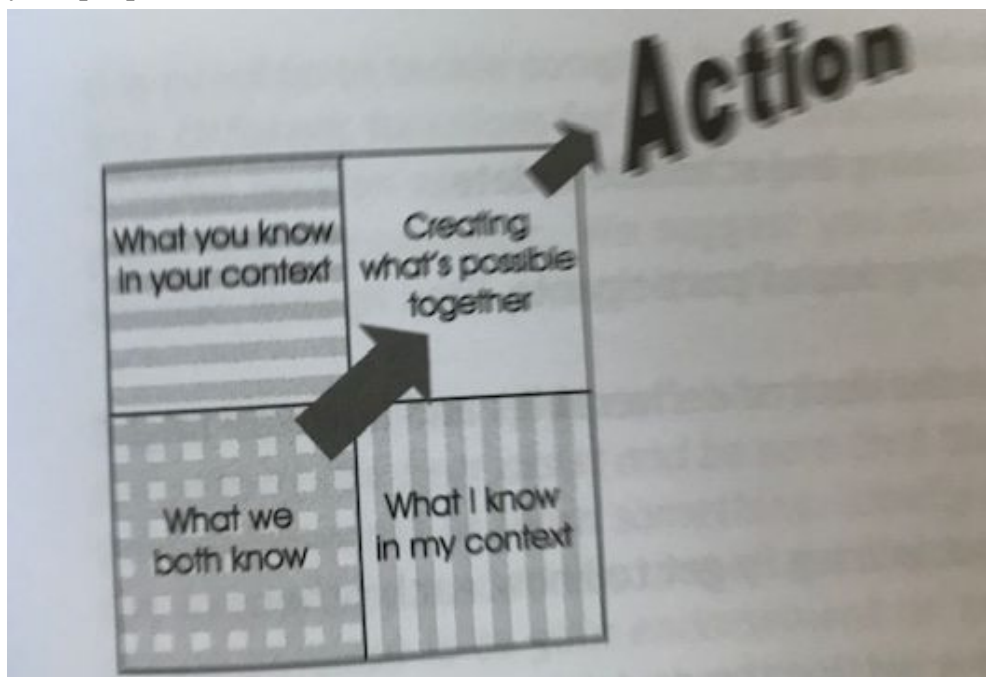 Action
What you know
in your context
Creating
what's possible
together
What we
both know
What I know
in my context